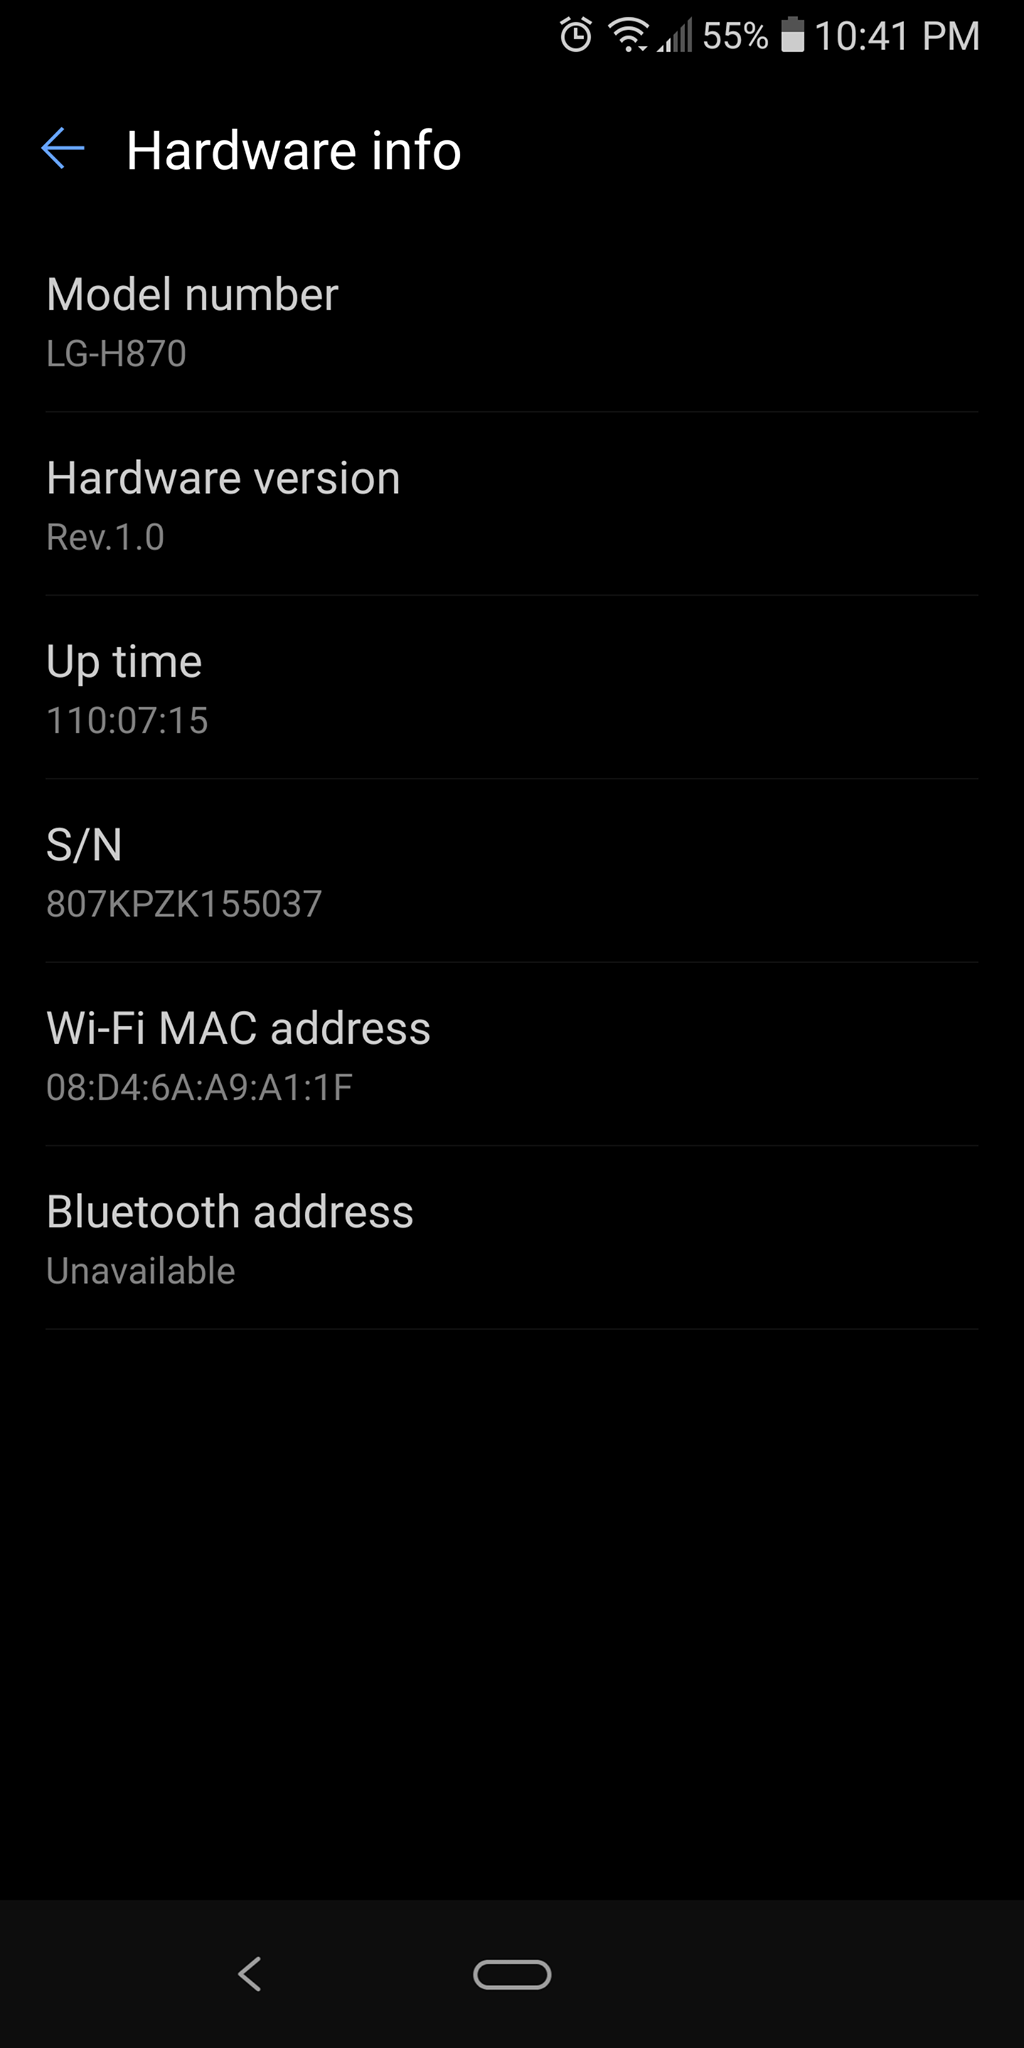 55% 10:41 PM
Hardware info
Model number
LG-H870
Hardware version
Rev.1.0
Up time
110:07:15
S/N
807KPZK155037
Wi-Fi MAC address
08:D4:6A:A9:A1:1F
Bluetooth address
Unavailable